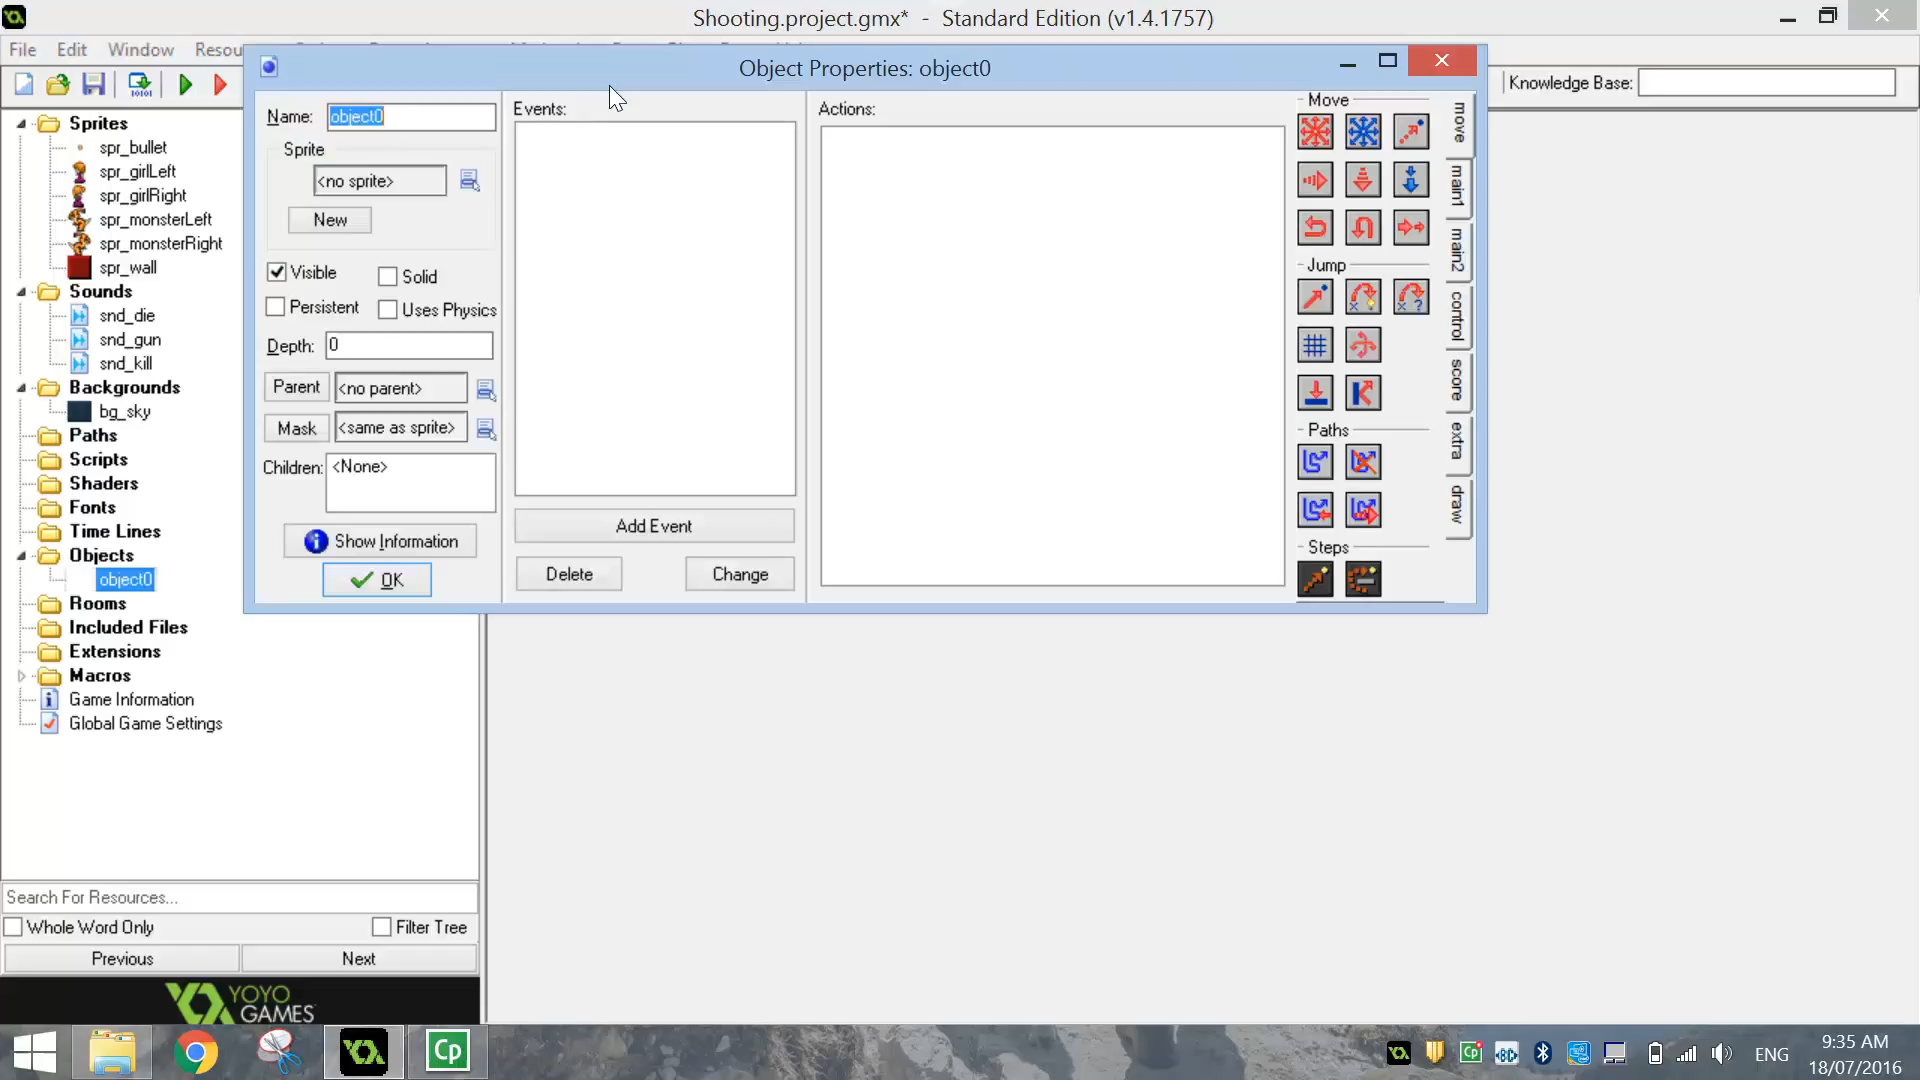 Shooting.project.gmx* - Standard Edition (v1.4.1757)
File Edit Window Resou
Knowledge Base:
Object Properties: object0
Name: object0
Sprite
<no sprite>
New
Visible
Solid
Persistent
Uses Physics
Depth: 0
Parent <no parent>
Mask <same as sprite>
Children: <None>
Show Information
OK
Events:
Add Event
Delete
Change
Actions:
Move
Jump
Paths
Steps
move
main1
main2
control
score
extra
draw
Sprites
spr_bullet
spr_girlLeft
spr_girlRight
spr_monsterLeft
spr_monsterRight
spr_wall
Sounds
snd_die
snd_gun
snd_kill
Backgrounds
bg_sky
Paths
Scripts
Shaders
Fonts
Time Lines
Objects
object0
Rooms
Included Files
Extensions
Macros
Game Information
Global Game Settings
Search For Resources...
Whole Word Only
Filter Tree
Previous
Next
YOYO
GAMES
Cp
ENG
9:35 AM
18/07/2016